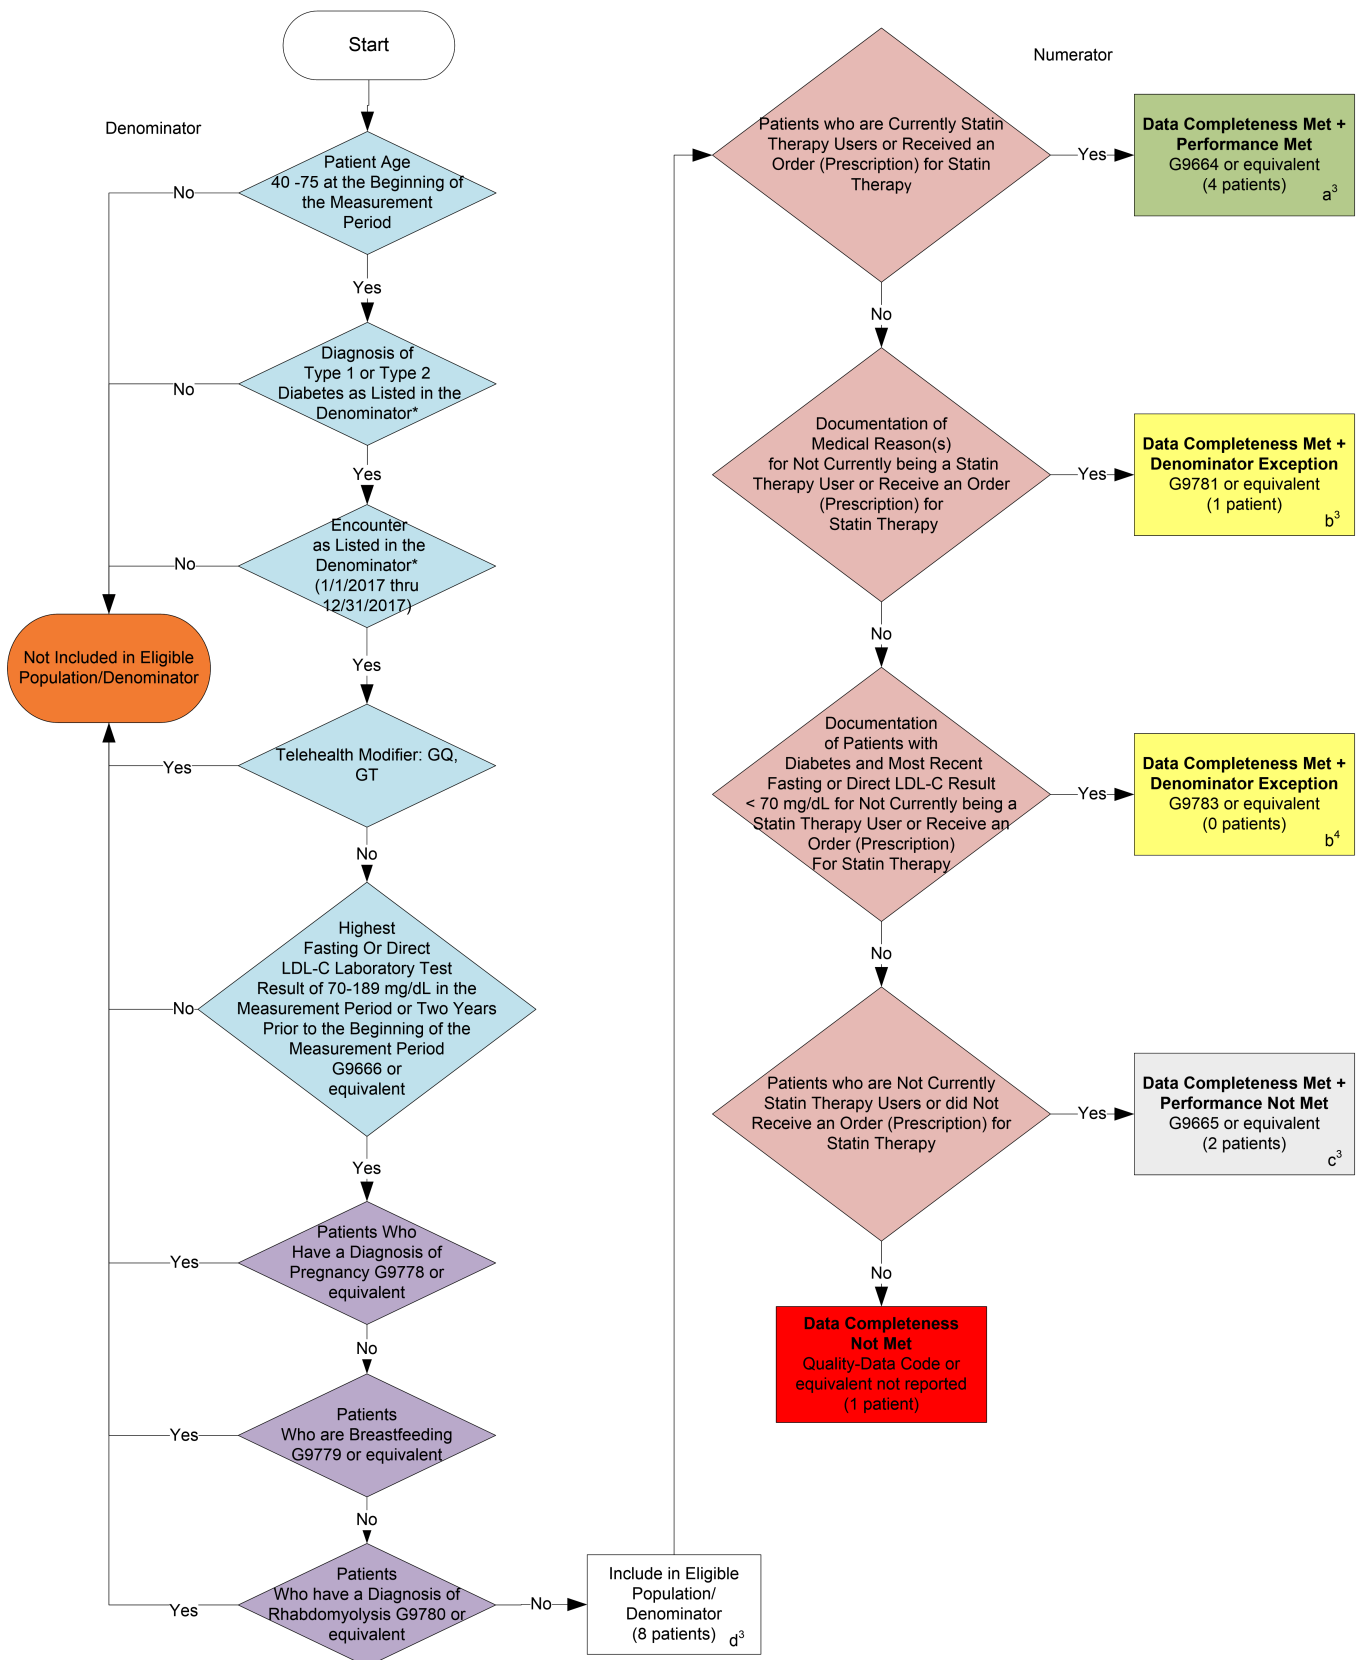 Start
Denominator
Patient Age
40 -75 at the Beginning of
the Measurement
Period
No
Yes
Diagnosis of
Type 1 or Type 2
Diabetes as Listed in the
Denominator*
No
Yes
Encounter
as Listed in the
Denominator*
(1/1/2017 thru
12/31/2017)
No
Yes
Not Included in Eligible
Population/Denominator
Telehealth Modifier: GQ,
GT
Yes
No
Highest
Fasting Or Direct
LDL-C Laboratory Test
Result of 70-189 mg/dL in the
Measurement Period or Two Years
Prior to the Beginning of the
Measurement Period
G9666 or
equivalent
No
Yes
Patients Who
Have a Diagnosis of
Pregnancy G9778 or
equivalent
Yes
No
Patients
Who are Breastfeeding
G9779 or equivalent
Yes
No
Patients
Who have a Diagnosis of
Rhabdomyolysis G9780 or
equivalent
Yes
No
Include in Eligible
Population/
Denominator
(8 patients)
d³
Numerator
Patients who are Currently Statin
Therapy Users or Received an
Order (Prescription) for Statin
Therapy
Yes
Data Completeness Met +
Performance Met
G9664 or equivalent
(4 patients)
a³
No
Documentation of
Medical Reason(s)
for Not Currently being a Statin
Therapy User or Receive an Order
(Prescription) for
Statin Therapy
Yes
Data Completeness Met +
Denominator Exception
G9781 or equivalent
(1 patient)
b³
No
Documentation
of Patients with
Diabetes and Most Recent
Fasting or Direct LDL-C Result
< 70 mg/dL for Not Currently being a
Statin Therapy User or Receive an
Order (Prescription)
For Statin Therapy
Yes
Data Completeness Met +
Denominator Exception
G9783 or equivalent
(0 patients)
b⁴
No
Patients who are Not Currently
Statin Therapy Users or did Not
Receive an Order (Prescription) for
Statin Therapy
Yes
Data Completeness Met +
Performance Not Met
G9665 or equivalent
(2 patients)
c³
No
Data Completeness
Not Met
Quality-Data Code or
equivalent not reported
(1 patient)